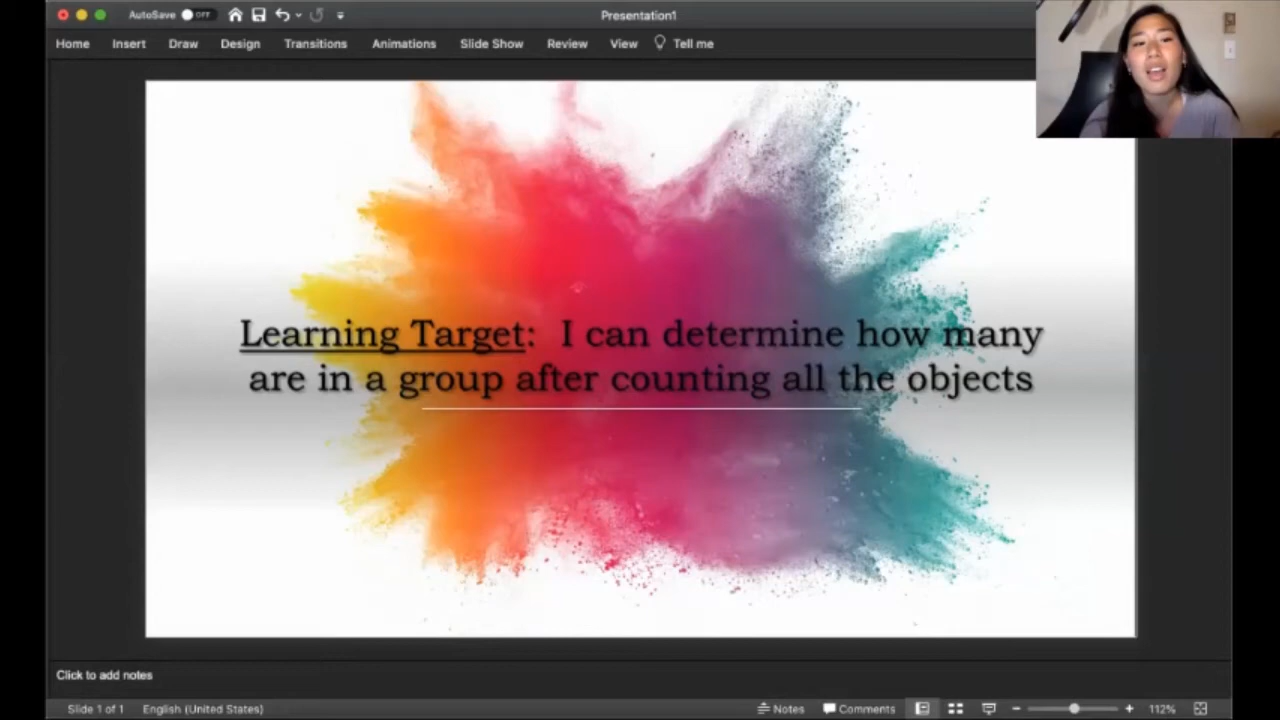 AutoSave OFF
Presentation1
Home Insert Draw Design Transitions Animations Slide Show Review View Tell me
Learning Target: I can determine how many
are in a group after counting all the objects
Click to add notes
Slide 1 of 1 English (United States) Notes Comments 112%